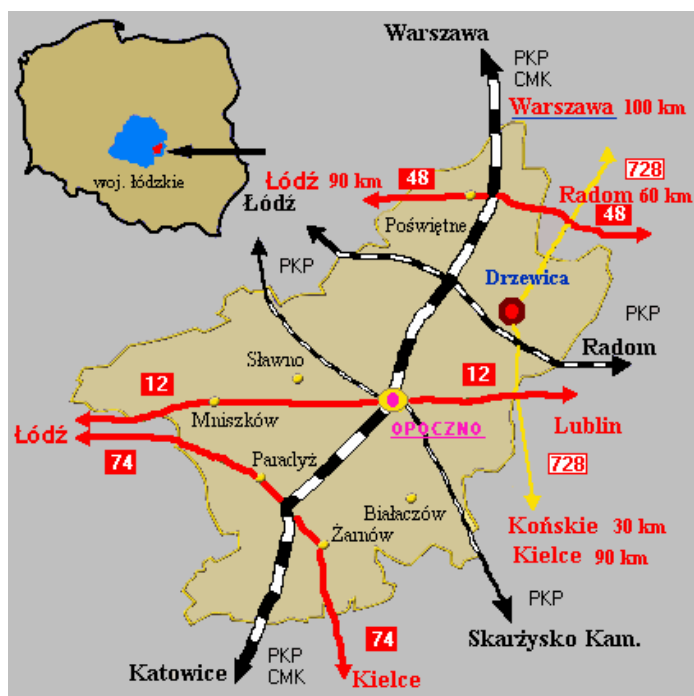 Warszawa
PKP
CMK
Warszawa 100 km
woj. łódzkie
Łódź 90 km
48
728
Radom 60 km
48
Łódź
Poświętne
PKP
Drzewica
PKP
Radom
Sławno
12
12
Mniszków
OPOCZNO
Lublin
Łódź
74
Paradyż
728
Białaczów
Końskie 30 km
Żarnów
Kielce 90 km
PKP
74
Skarżysko Kam.
Katowice
PKP
CMK
Kielce